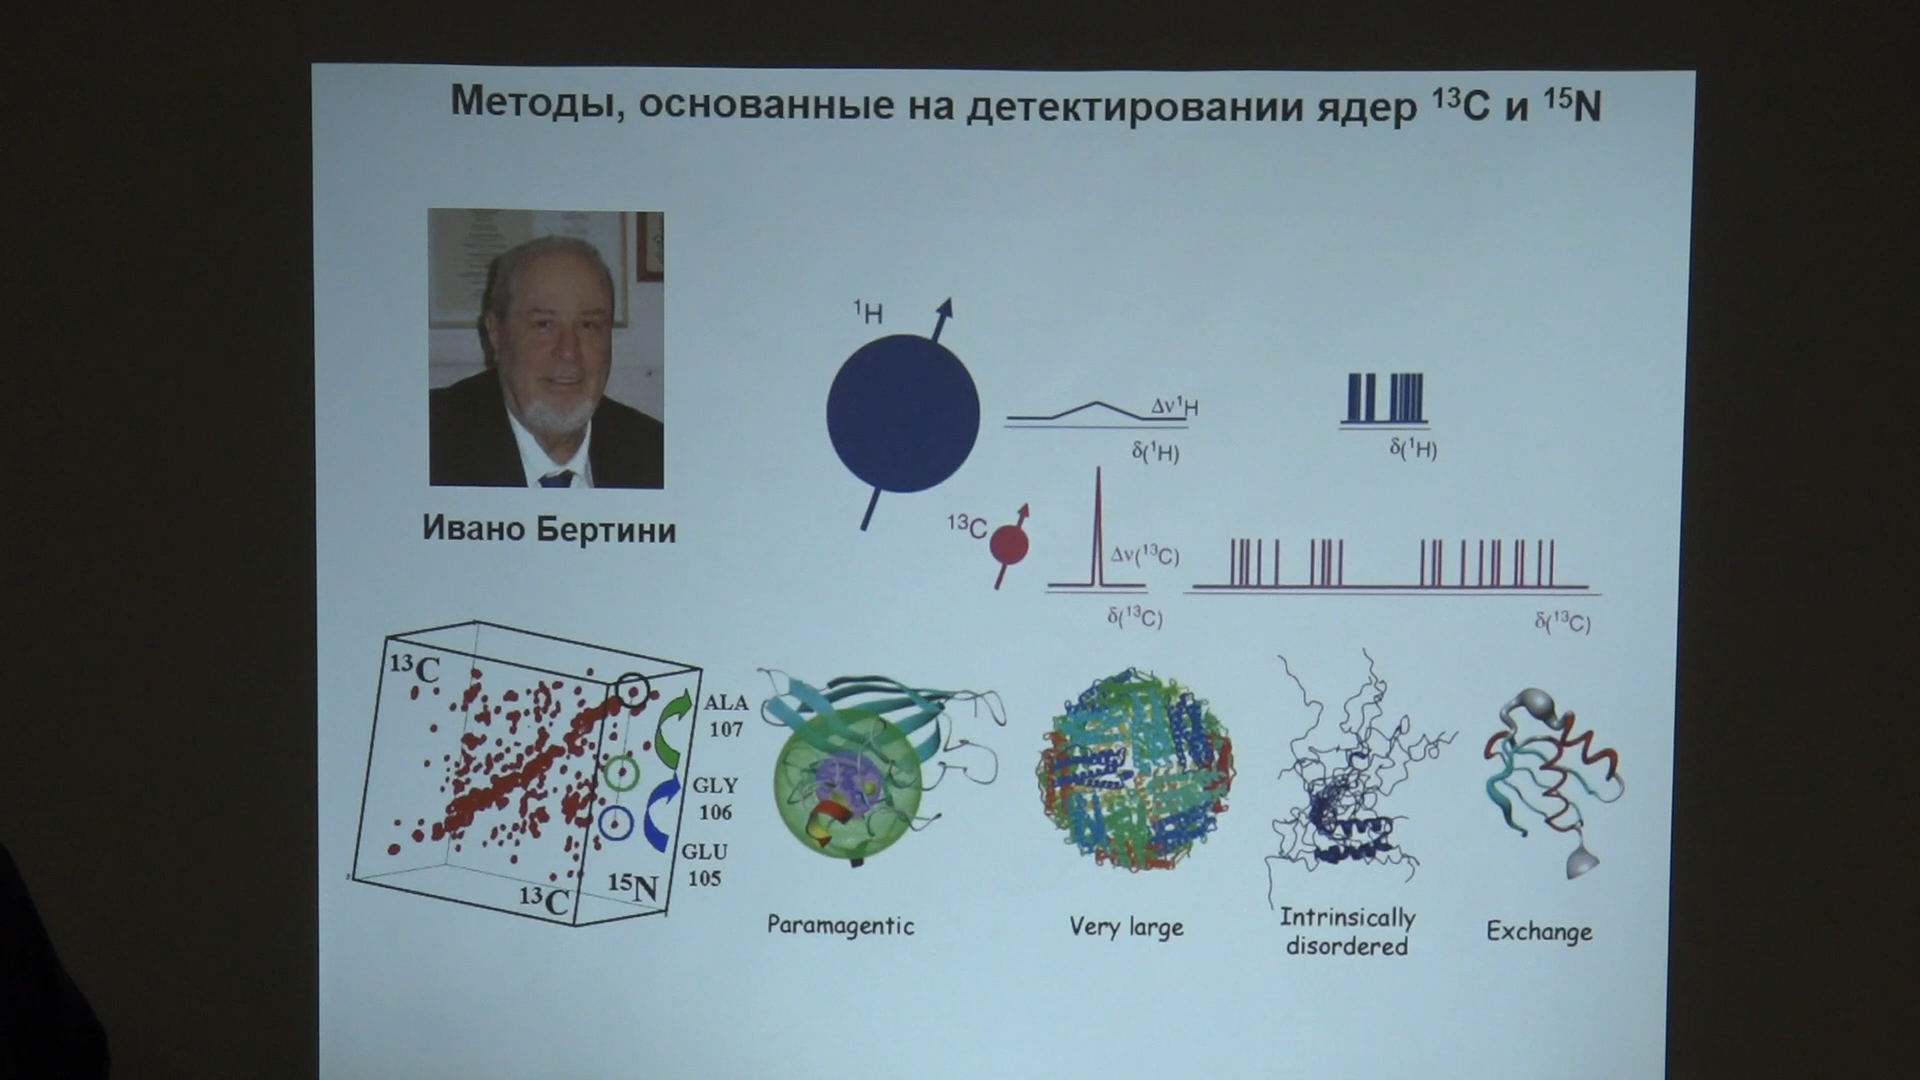 Методы, основанные на детектировании ядер ¹³C и ¹⁵N
Ивано Бертини
¹H
Δν¹H
δ(¹H)
δ(¹H)
¹³C
Δν(¹³C)
δ(¹³C)
δ(¹³C)
¹³C
ALA
107
GLY
106
GLU
105
¹⁵N
¹³C
Paramagentic
Very large
Intrinsically
disordered
Exchange